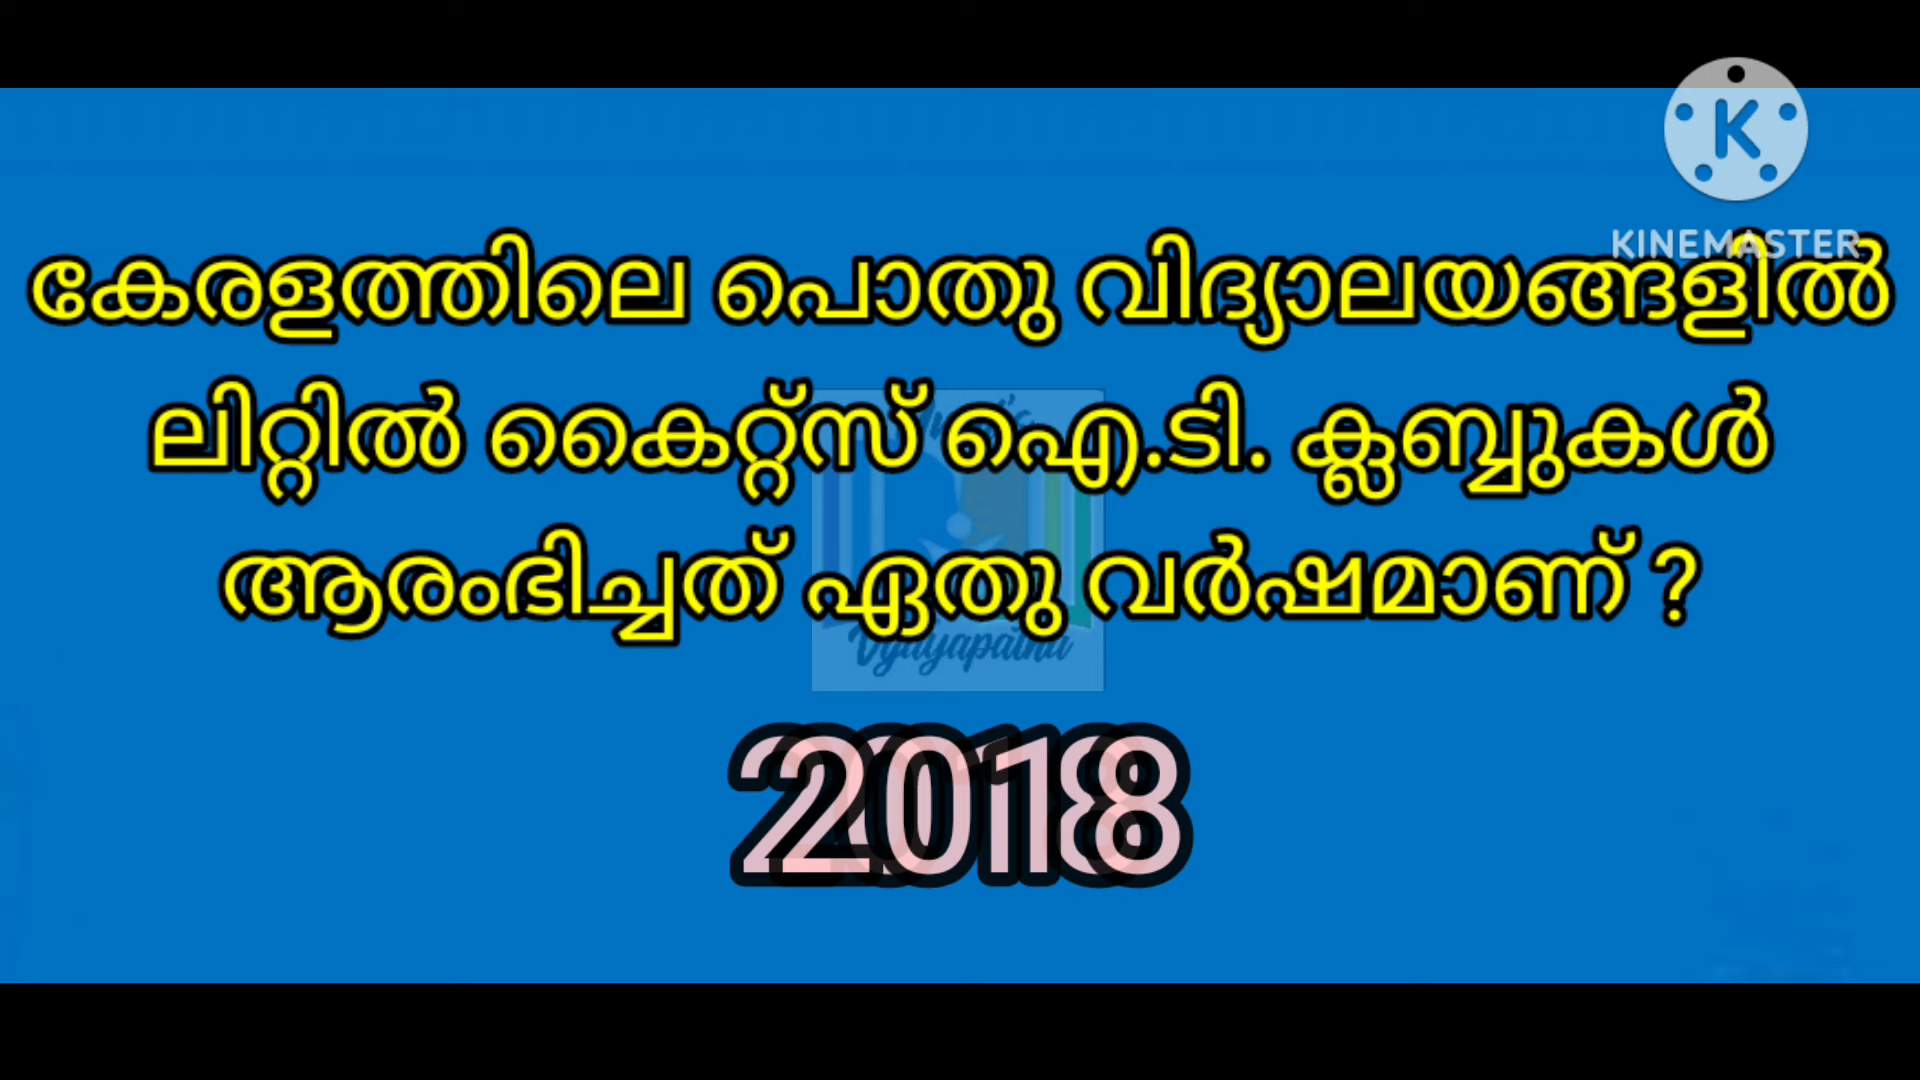 KINEMASTER
കേരളത്തിലെ പൊതു വിദ്യാലയങ്ങളിൽ
ലിറ്റിൽ കൈറ്റ്സ് ഐ.ടി. ക്ലബ്ബുകൾ
ആരംഭിച്ചത് ഏതു വർഷമാണ് ?
2018